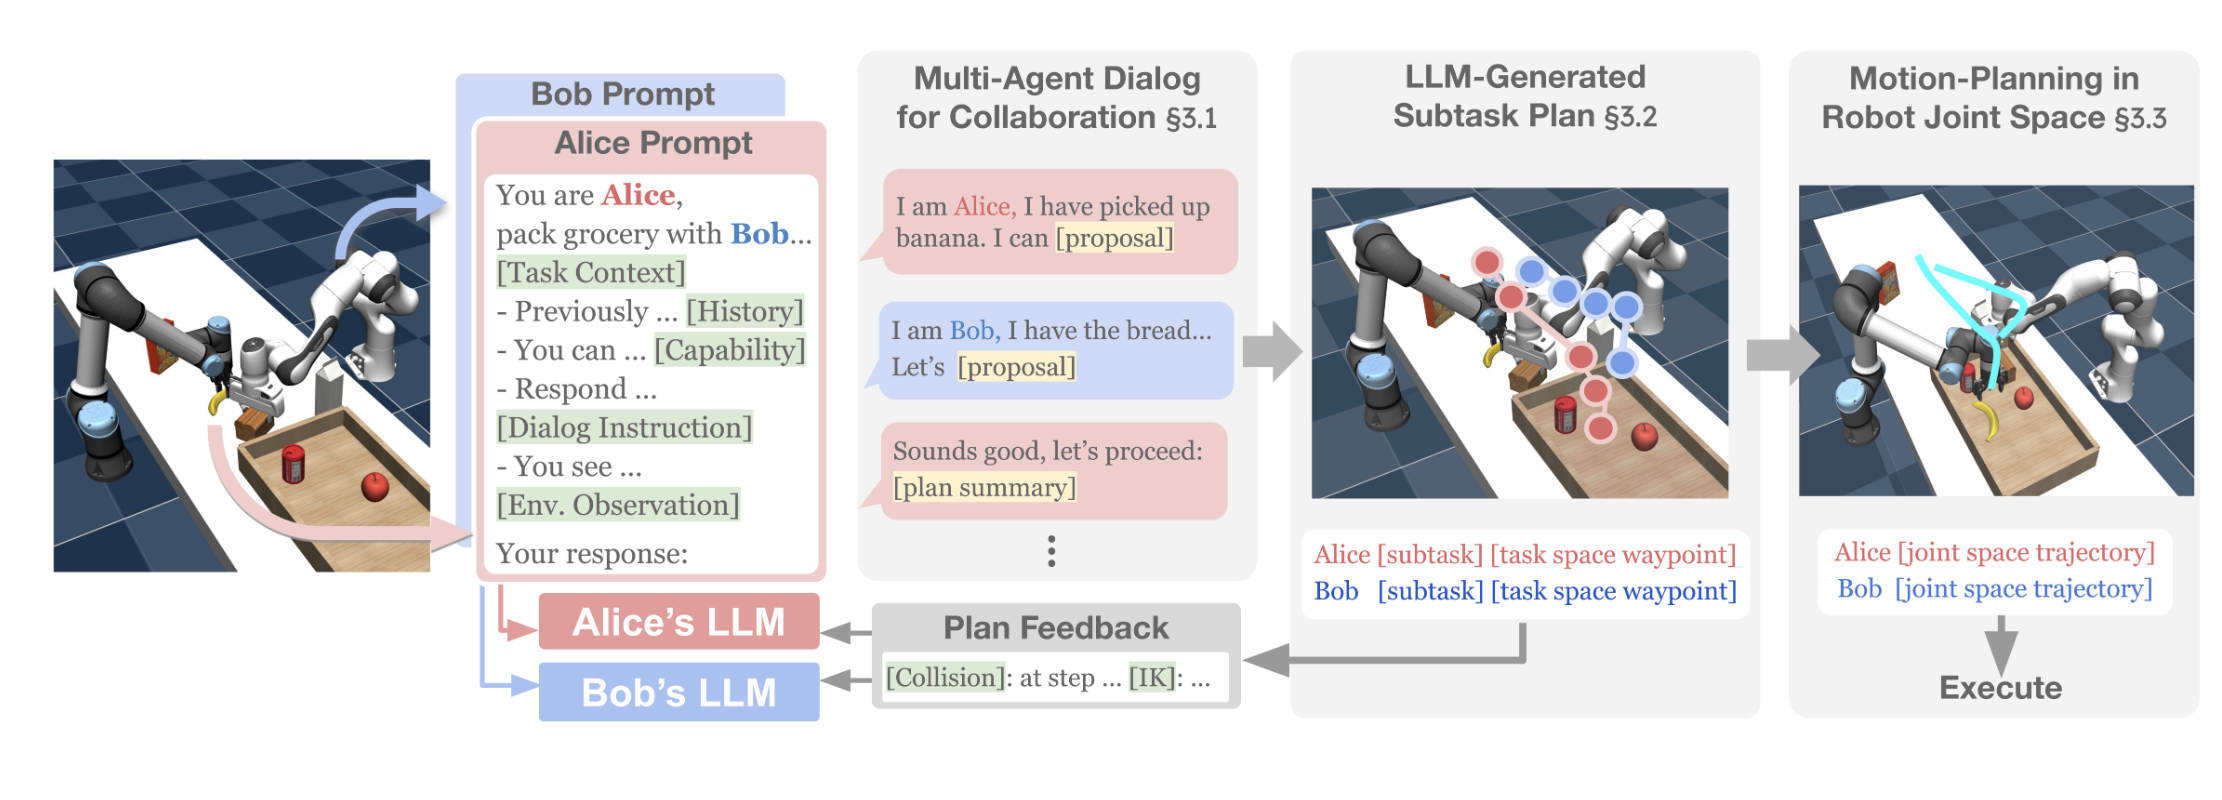 Bob Prompt
Alice Prompt
You are Alice,
pack grocery with Bob...
[Task Context]
- Previously ... [History]
- You can ... [Capability]
- Respond ...
[Dialog Instruction]
- You see ...
[Env. Observation]
Your response:
Alice's LLM
Bob's LLM
Multi-Agent Dialog
for Collaboration §3.1
I am Alice, I have picked up
banana. I can [proposal]
I am Bob, I have the bread...
Let's [proposal]
Sounds good, let's proceed:
[plan summary]
Plan Feedback
[Collision]: at step ... [IK]: ...
LLM-Generated
Subtask Plan §3.2
Alice [subtask] [task space waypoint]
Bob [subtask] [task space waypoint]
Motion-Planning in
Robot Joint Space §3.3
Alice [joint space trajectory]
Bob [joint space trajectory]
Execute